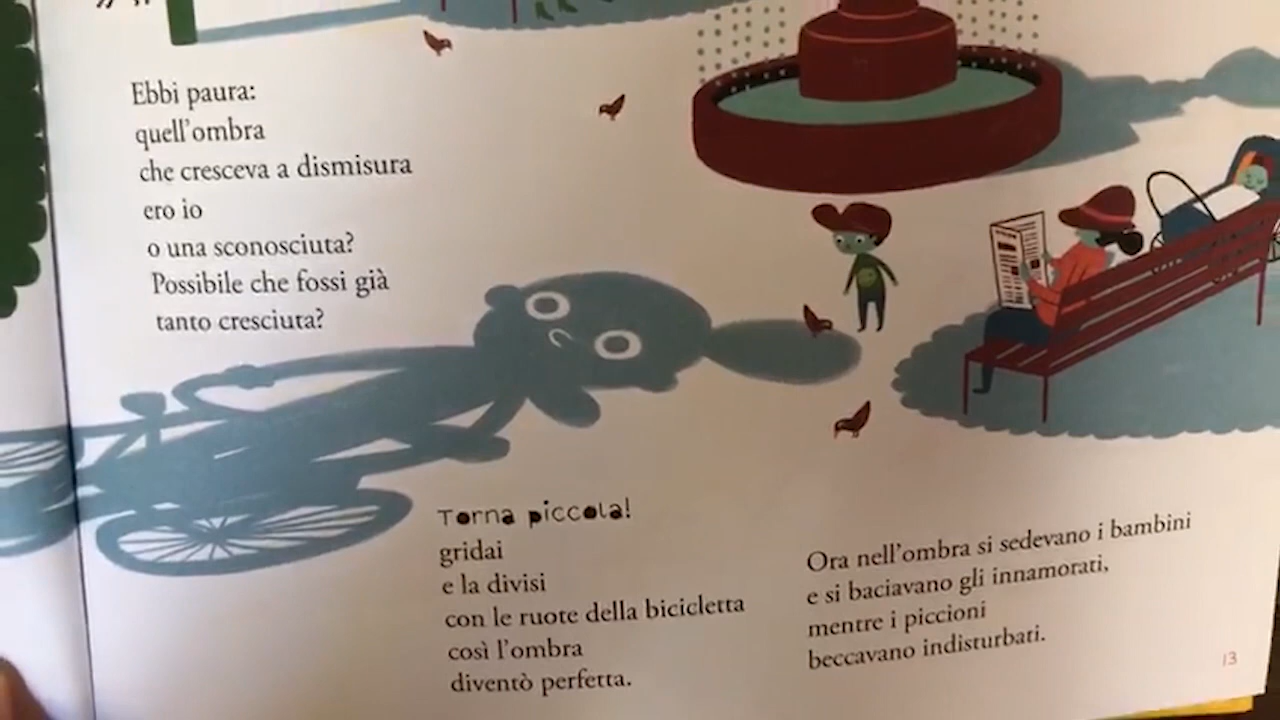 Ebbi paura:
quell'ombra
che cresceva a dismisura
ero io
o una sconosciuta?
Possibile che fossi già
tanto cresciuta?
Torna piccola!
gridai
e la divisi
con le ruote della bicicletta
così l'ombra
diventò perfetta.
Ora nell'ombra si sedevano i bambini
e si baciavano gli innamorati,
mentre i piccioni
beccavano indisturbati.
13